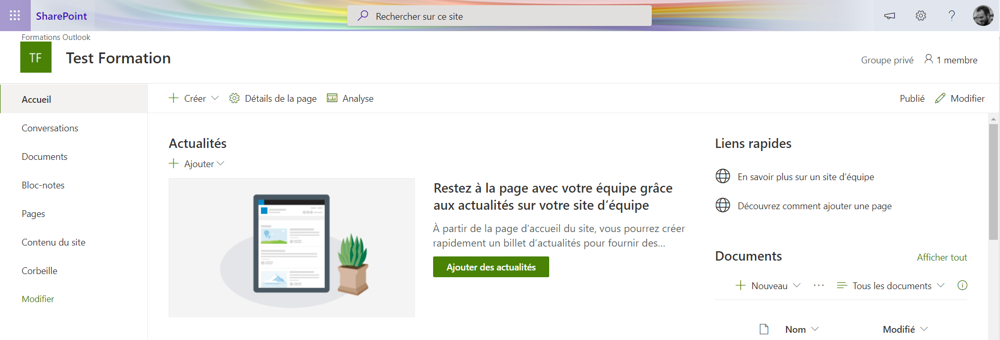 SharePoint
Rechercher sur ce site
?
Formations Outlook
TF
Test Formation
Groupe privé
1 membre
Accueil
Conversations
Documents
Bloc-notes
Pages
Contenu du site
Corbeille
Modifier
Créer
Détails de la page
Analyse
Publié
Modifier
Actualités
Ajouter
Restez à la page avec votre équipe grâce
aux actualités sur votre site d’équipe
À partir de la page d’accueil du site, vous pourrez créer
rapidement un billet d’actualités pour fournir des...
Ajouter des actualités
Liens rapides
En savoir plus sur un site d’équipe
Découvrez comment ajouter une page
Documents
Afficher tout
Nouveau
Tous les documents
Nom
Modifié